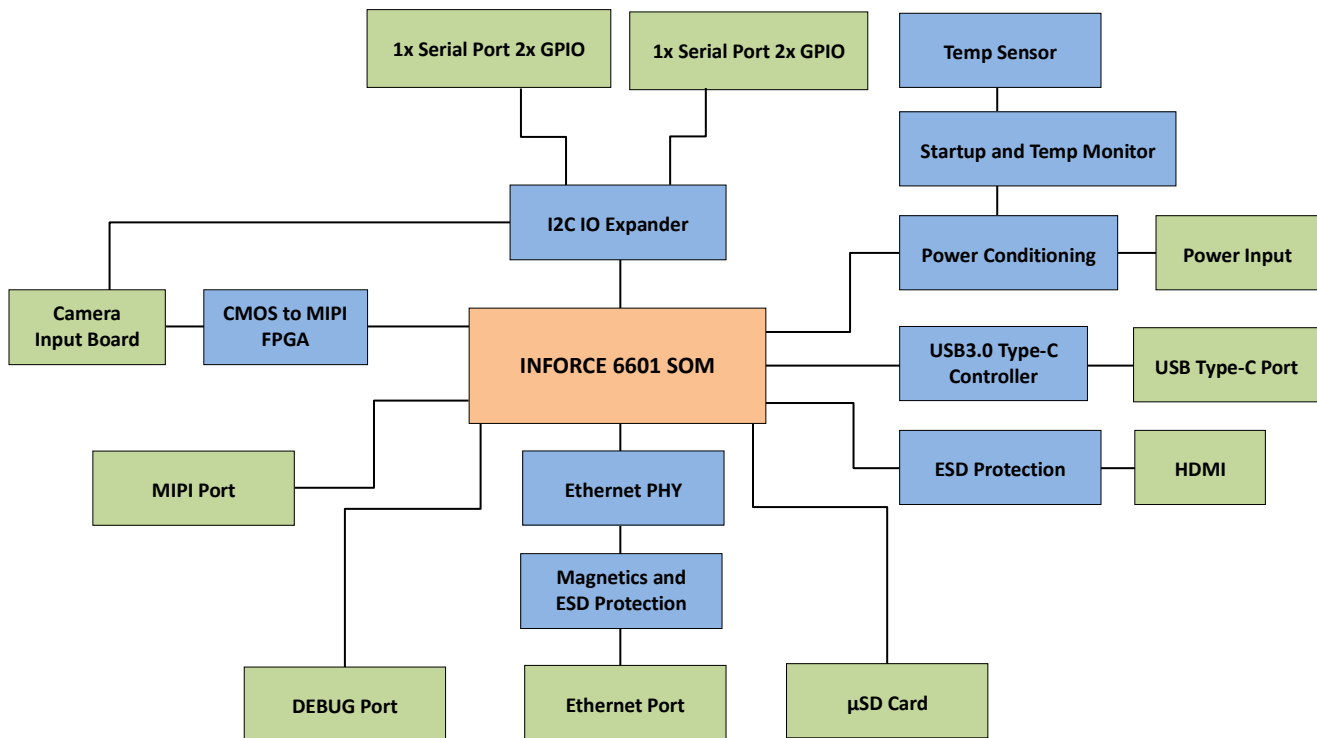 1x Serial Port 2x GPIO
1x Serial Port 2x GPIO
Temp Sensor
Startup and Temp Monitor
I2C IO Expander
Power Conditioning
Power Input
Camera
Input Board
CMOS to MIPI
FPGA
INFORCE 6601 SOM
USB3.0 Type-C
Controller
USB Type-C Port
MIPI Port
Ethernet PHY
ESD Protection
HDMI
Magnetics and
ESD Protection
DEBUG Port
Ethernet Port
µSD Card